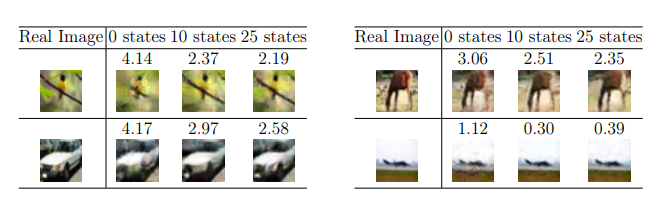 Real Image 0 states 10 states 25 states
4.14 2.37 2.19
4.17 2.97 2.58
Real Image 0 states 10 states 25 states
3.06 2.51 2.35
1.12 0.30 0.39